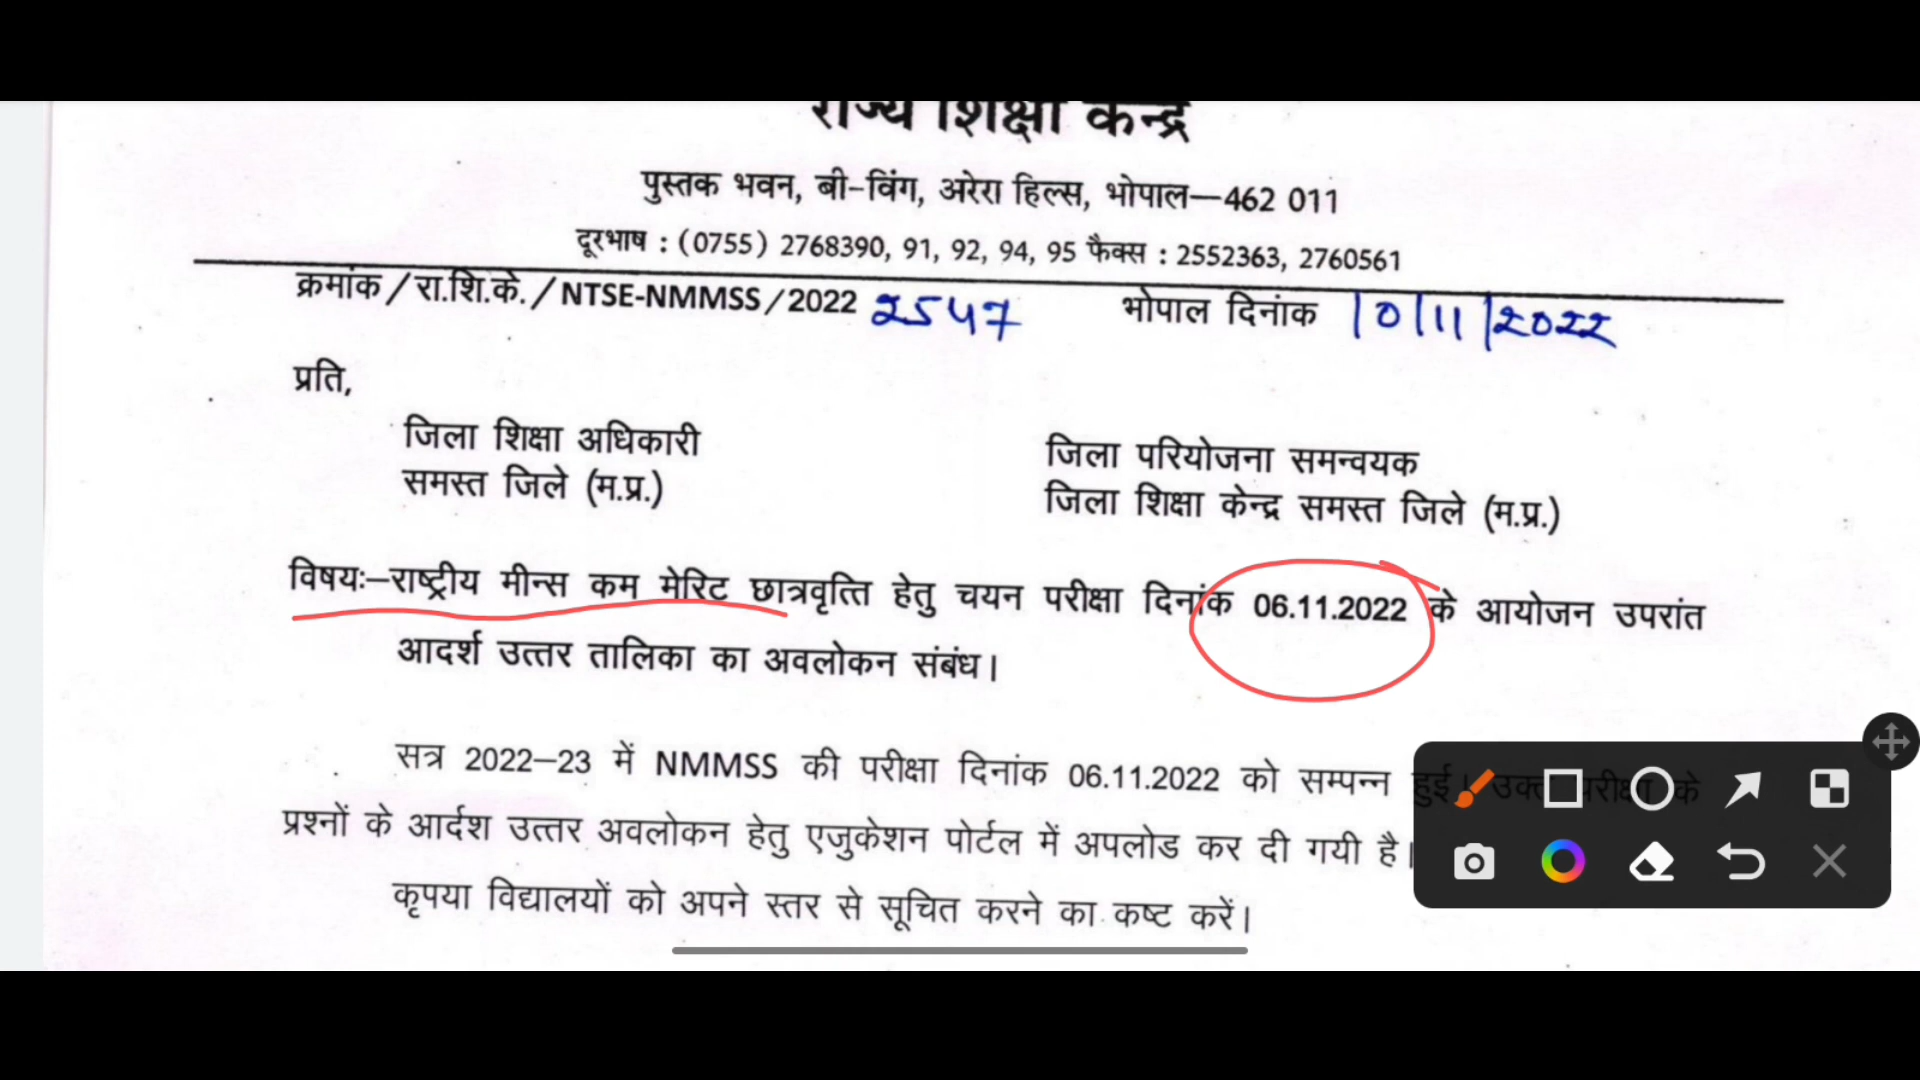 राज्य शिक्षा केन्द्र
पुस्तक भवन, बी-विंग, अरेरा हिल्स, भोपाल—462 011
दूरभाष : (0755) 2768390, 91, 92, 94, 95 फैक्स : 2552363, 2760561
क्रमांक/रा.शि.के./NTSE-NMMSS/2022 2547 भोपाल दिनांक 10/11/2022
प्रति,
जिला शिक्षा अधिकारी
समस्त जिले (म.प्र.)
जिला परियोजना समन्वयक
जिला शिक्षा केन्द्र समस्त जिले (म.प्र.)
विषयः–राष्ट्रीय मीन्स कम मेरिट छात्रवृत्ति हेतु चयन परीक्षा दिनांक 06.11.2022 के आयोजन उपरांत
आदर्श उत्तर तालिका का अवलोकन संबंध।
सत्र 2022–23 में NMMSS की परीक्षा दिनांक 06.11.2022 को सम्पन्न हुई। उक्त परीक्षा के
प्रश्नों के आर्दश उत्तर अवलोकन हेतु एजुकेशन पोर्टल में अपलोड कर दी गयी है।
कृपया विद्यालयों को अपने स्तर से सूचित करने का कष्ट करें।